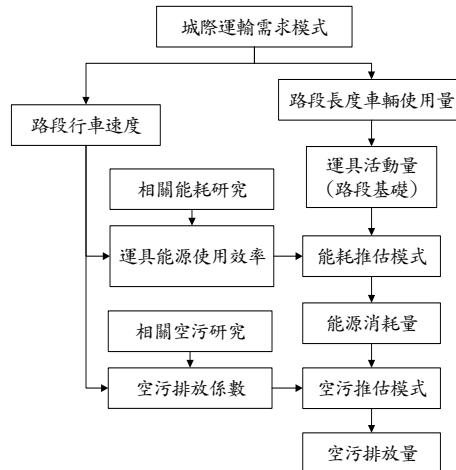 城際運輸需求模式
路段長度車輛使用量
路段行車速度
運具活動量
(路段基礎)
相關能耗研究
運具能源使用效率
能耗推估模式
能源消耗量
相關空污研究
空污排放係數
空污推估模式
空污排放量